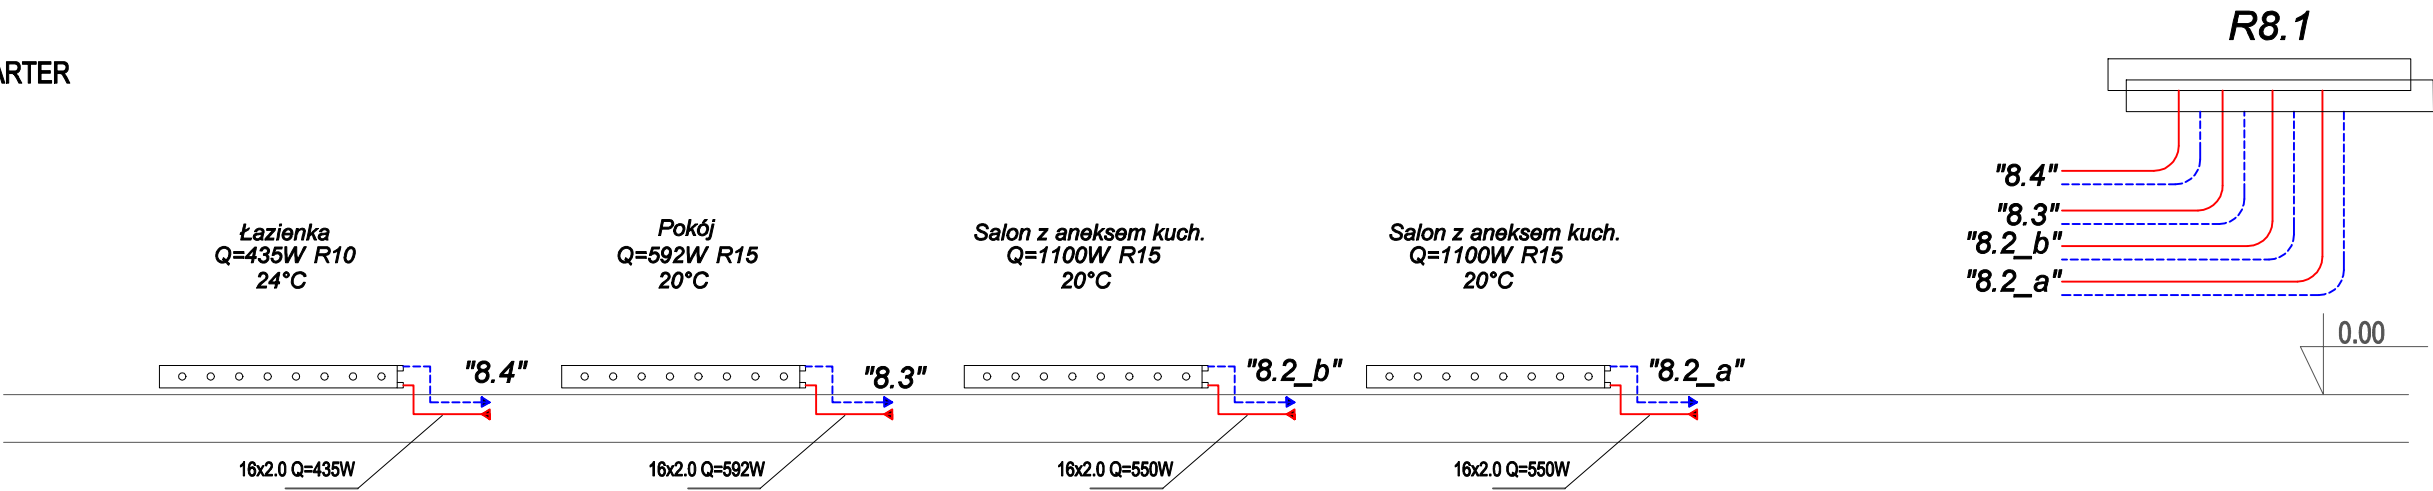 R8.1
ARTER
"8.4"
"8.3"
"8.2_b"
"8.2_a"
Łazienka
Q=435W R10
24°C
Pokój
Q=592W R15
20°C
Salon z aneksem kuch.
Q=1100W R15
20°C
Salon z aneksem kuch.
Q=1100W R15
20°C
0.00
"8.4"
"8.3"
"8.2_b"
"8.2_a"
16x2.0 Q=435W
16x2.0 Q=592W
16x2.0 Q=550W
16x2.0 Q=550W